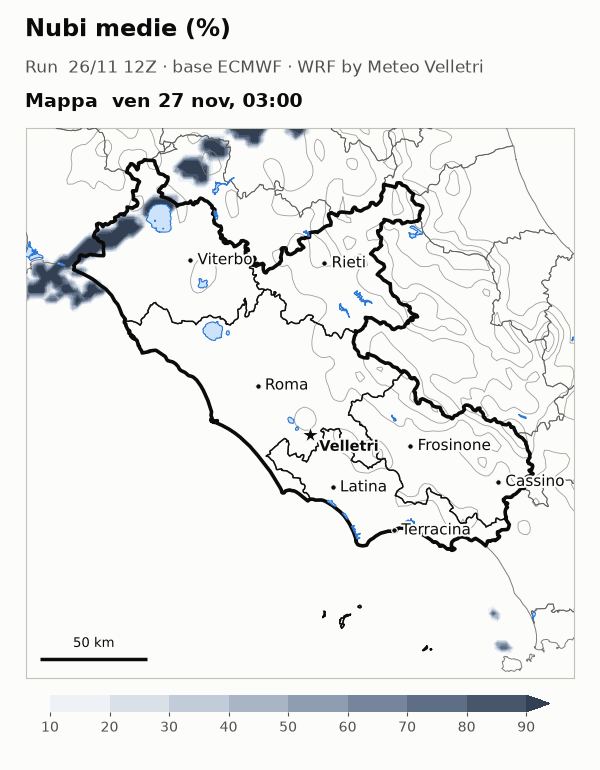 Nubi medie (%)
Run  26/11 12Z · base ECMWF · WRF by Meteo Velletri
Mappa  ven 27 nov, 03:00
Viterbo
Rieti
Roma
Velletri
Frosinone
Latina
Cassino
Terracina
50 km
10 20 30 40 50 60 70 80 90